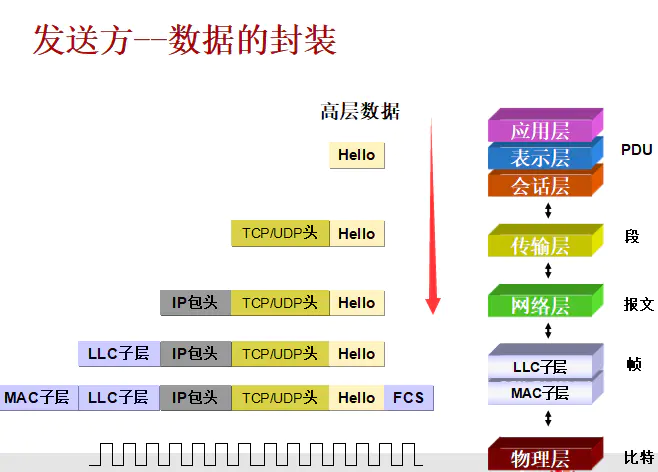 发送方--数据的封装
高层数据
应用层
Hello
表示层
PDU
会话层
TCP/UDP头
Hello
传输层
段
IP包头
TCP/UDP头
Hello
网络层
报文
LLC子层
IP包头
TCP/UDP头
Hello
LLC子层
帧
MAC子层
LLC子层
IP包头
TCP/UDP头
Hello
FCS
MAC子层
物理层
比特